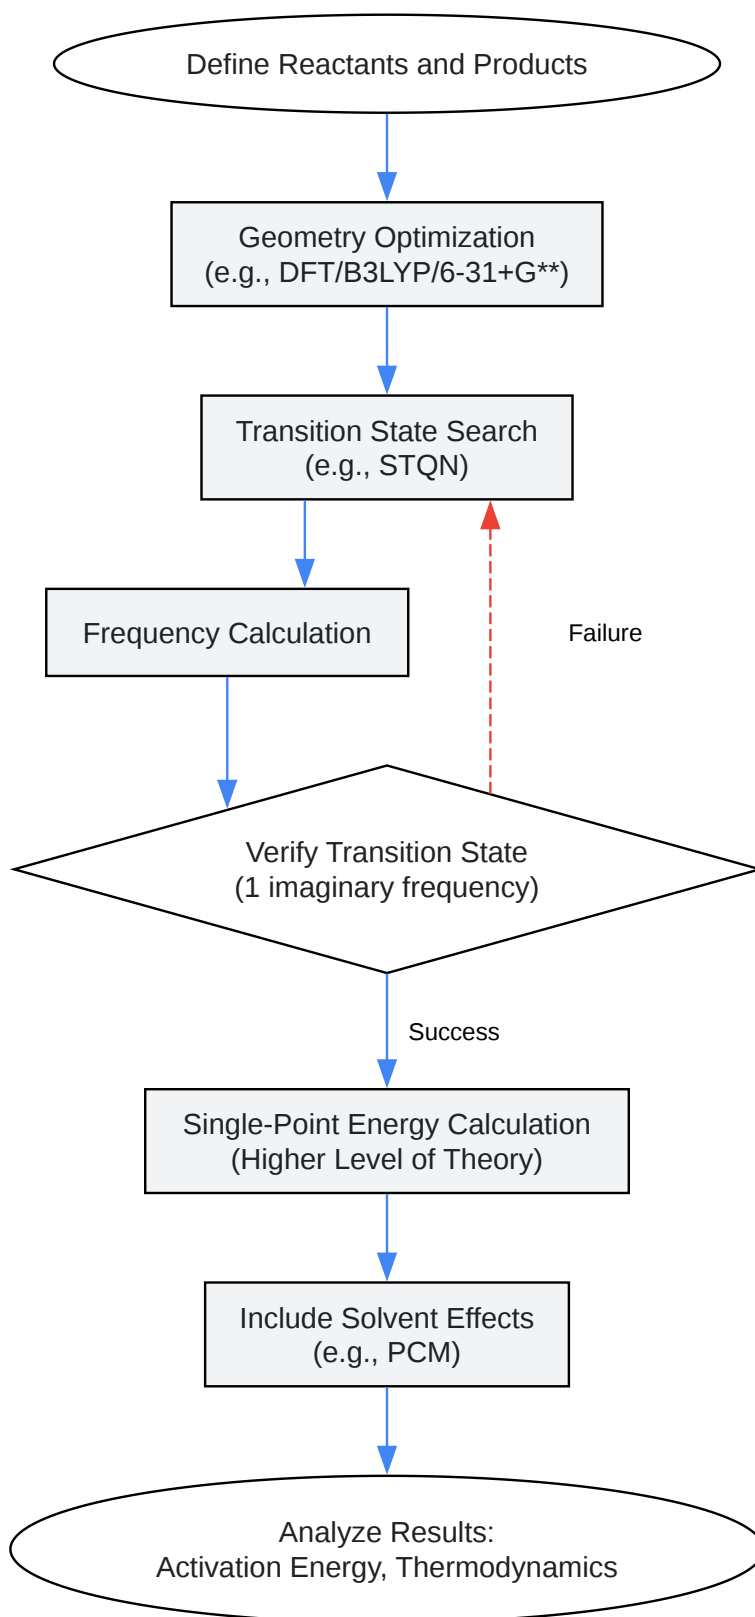 Define Reactants and Products
Geometry Optimization
(e.g., DFT/B3LYP/6-31+G**)
Transition State Search
(e.g., STQN)
Frequency Calculation
Failure
Verify Transition State
(1 imaginary frequency)
Success
Single-Point Energy Calculation
(Higher Level of Theory)
Include Solvent Effects
(e.g., PCM)
Analyze Results:
Activation Energy, Thermodynamics